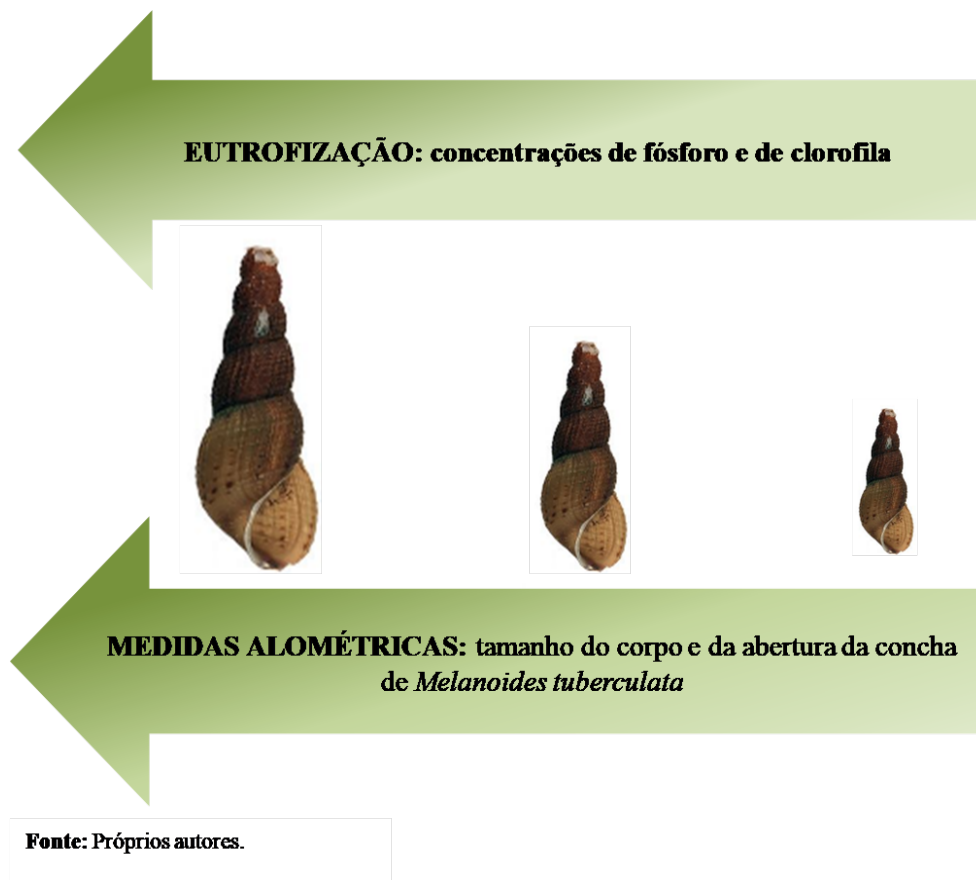 EUTROFIZAÇÃO: concentrações de fósforo e de clorofila
MEDIDAS ALOMÉTRICAS: tamanho do corpo e da abertura da concha
de Melanoides tuberculata
Fonte: Próprios autores.